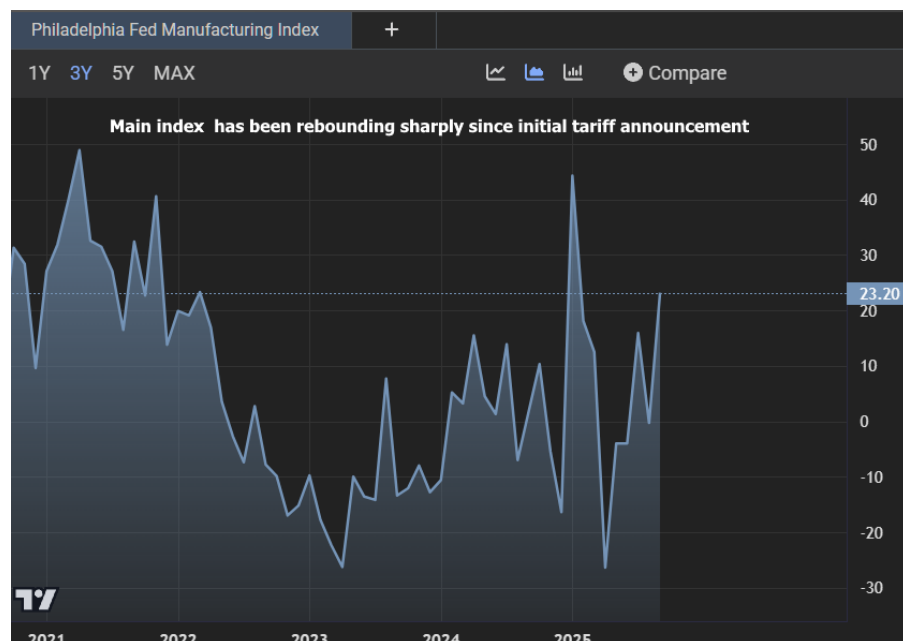 Philadelphia Fed Manufacturing Index +
1Y 3Y 5Y MAX Compare
Main index has been rebounding sharply since initial tariff announcement
50
40
30
23.20
20
10
0
-10
-20
-30
2021 2022 2023 2024 2025